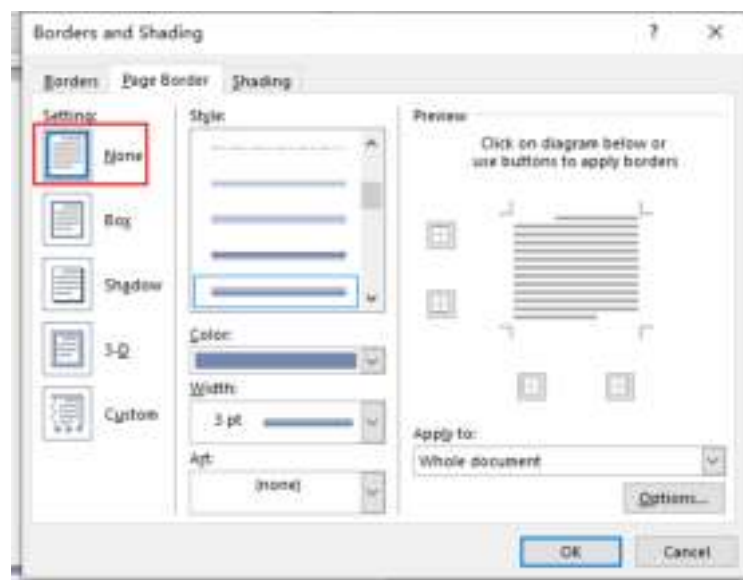 Borders and Shading
? ×
Borders Page Border Shading
Setting:
None
Box
Shadow
3-D
Custom
Style:
Color:
Width:
3 pt
Art:
(none)
Preview
Click on diagram below or
use buttons to apply borders
Apply to:
Whole document
Options...
OK Cancel